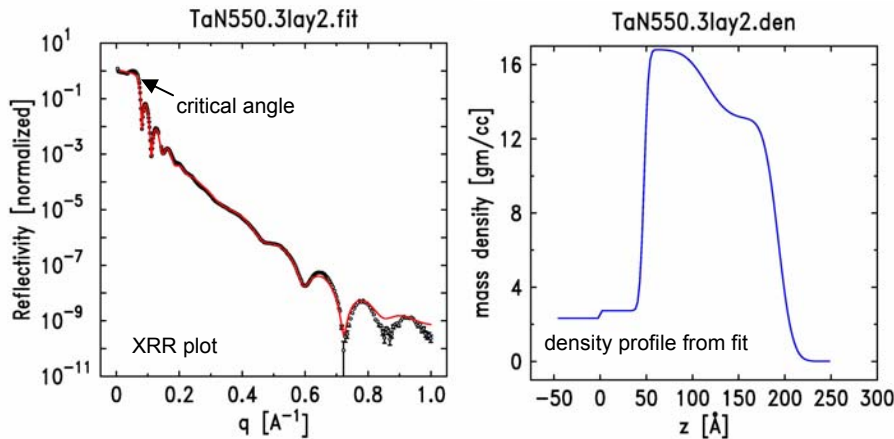 TaN550.3lay2.fit
Reflectivity [normalized]
10^1
10^-1
10^-3
10^-5
10^-7
10^-9
10^-11
critical angle
XRR plot
0 0.2 0.4 0.6 0.8 1.0
q [A^-1]
TaN550.3lay2.den
mass density [gm/cc]
16
12
8
4
0
density profile from fit
-50 0 50 100 150 200 250 300
z [Å]